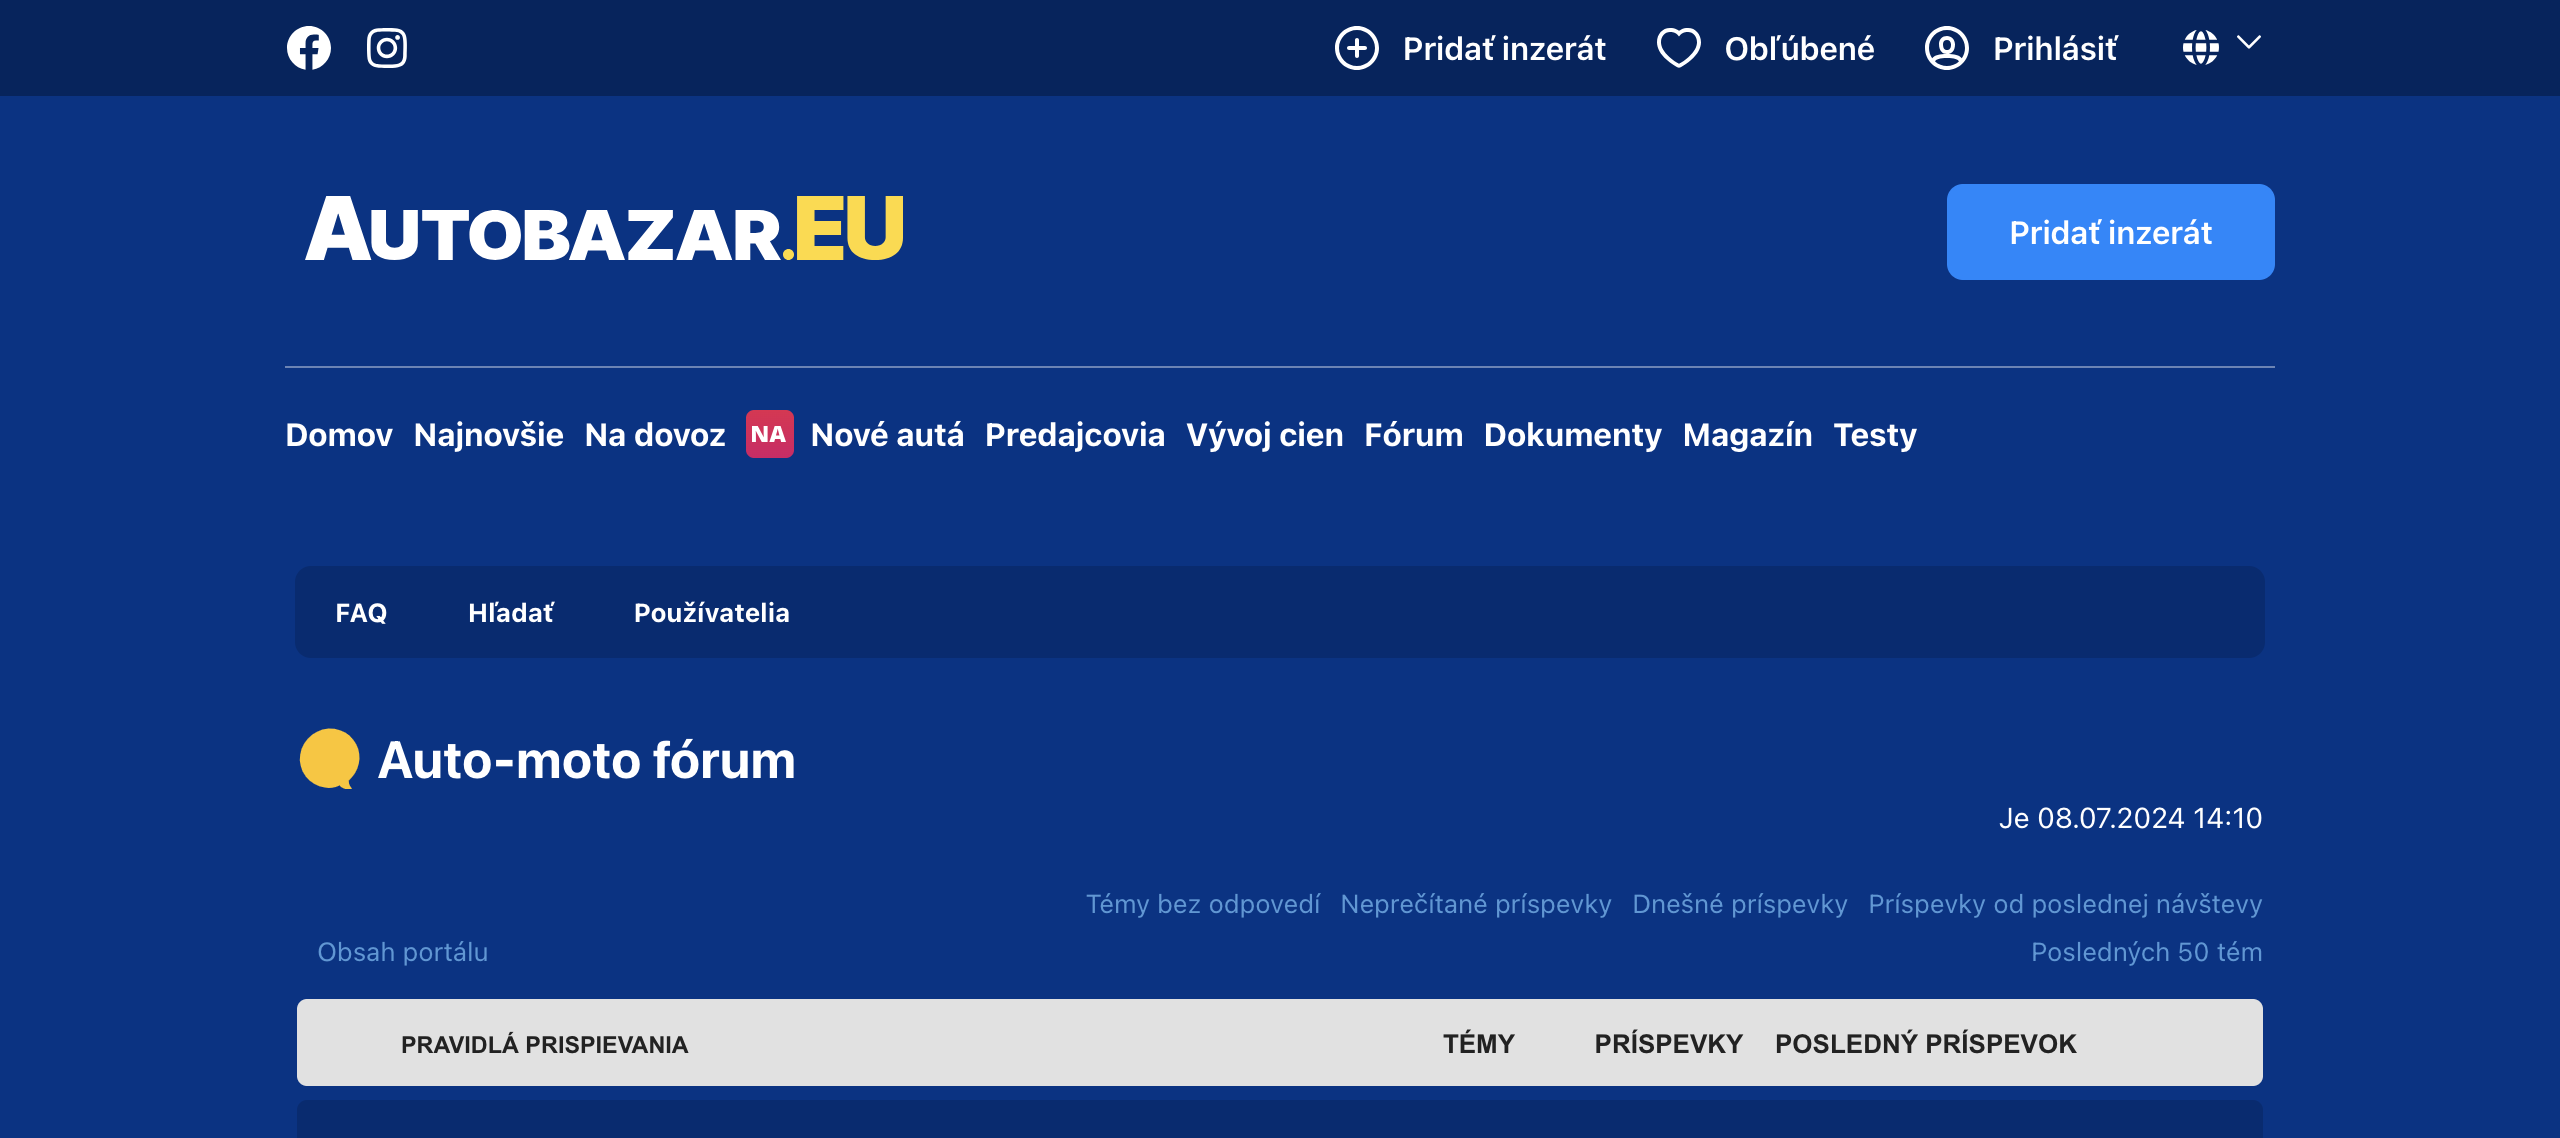 Pridať inzerát Obľúbené Prihlásiť
AUTOBAZAR.EU
Pridať inzerát
Domov Najnovšie Na dovoz NA Nové autá Predajcovia Vývoj cien Fórum Dokumenty Magazín Testy
FAQ Hľadať Používatelia
Auto-moto fórum
Je 08.07.2024 14:10
Témy bez odpovedí Neprečítané príspevky Dnešné príspevky Príspevky od poslednej návštevy
Obsah portálu Posledných 50 tém
PRAVIDLÁ PRISPIEVANIA TÉMY PRÍSPEVKY POSLEDNÝ PRÍSPEVOK